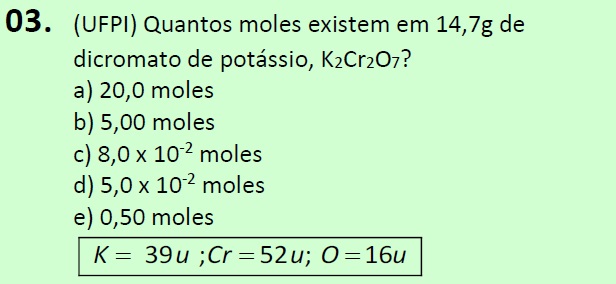 03. (UFPI) Quantos moles existem em 14,7g de
dicromato de potássio, K2Cr2O7?
a) 20,0 moles
b) 5,00 moles
c) 8,0 x 10⁻² moles
d) 5,0 x 10⁻² moles
e) 0,50 moles
K = 39u ;Cr = 52u; O = 16u